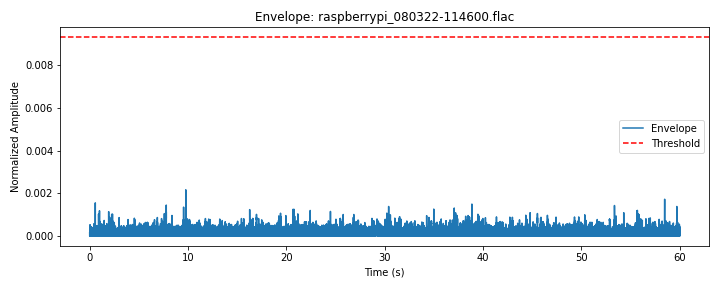 Envelope: raspberrypi_080322-114600.flac
Normalized Amplitude
0.008
0.006
0.004
0.002
0.000
Envelope
Threshold
0 10 20 30 40 50 60
Time (s)